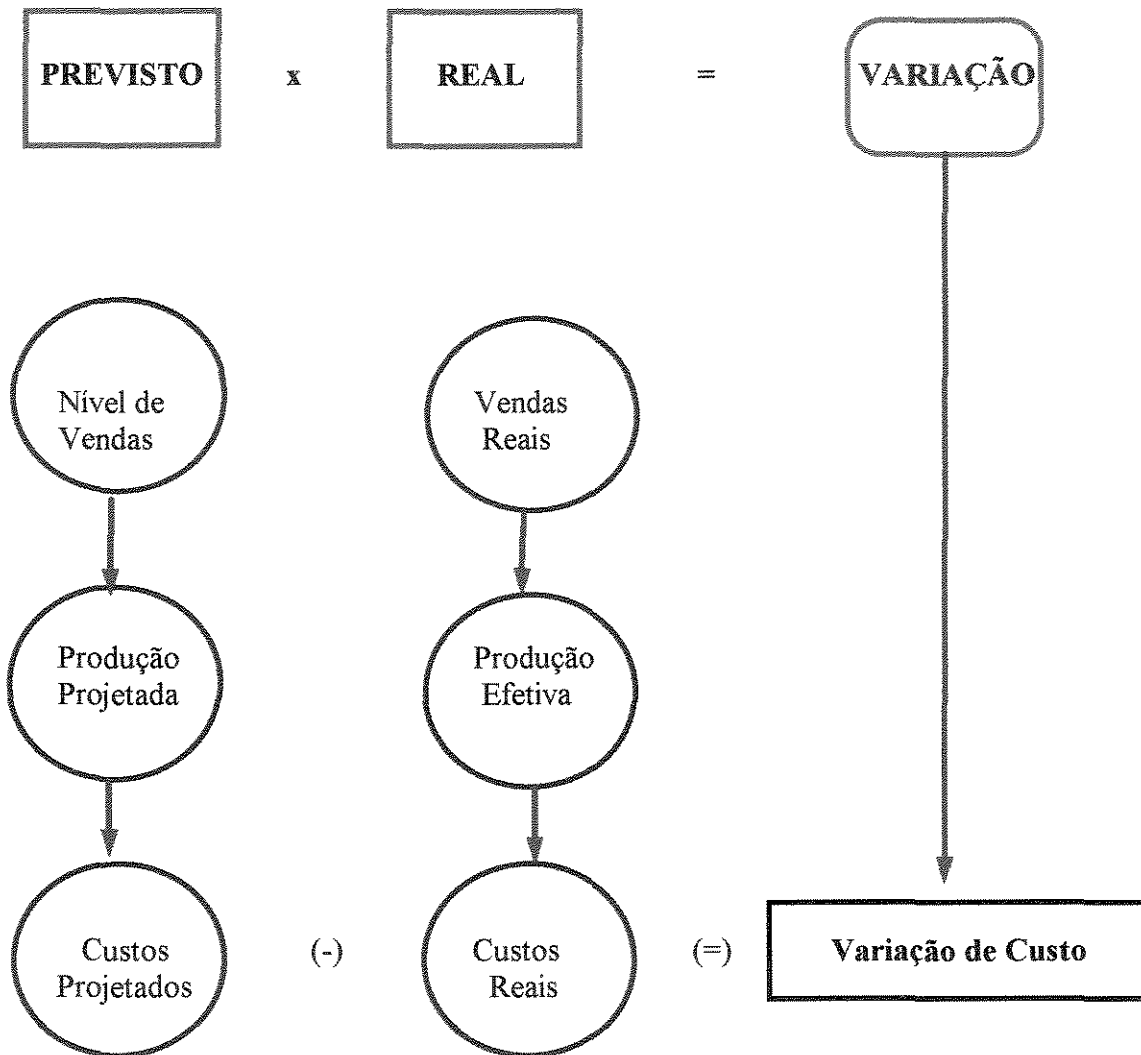 PREVISTO x REAL = VARIAÇÃO
Nível de
Vendas
Vendas
Reais
Produção
Projetada
Produção
Efetiva
Custos
Projetados
(-)
Custos
Reais
(=)
Variação de Custo